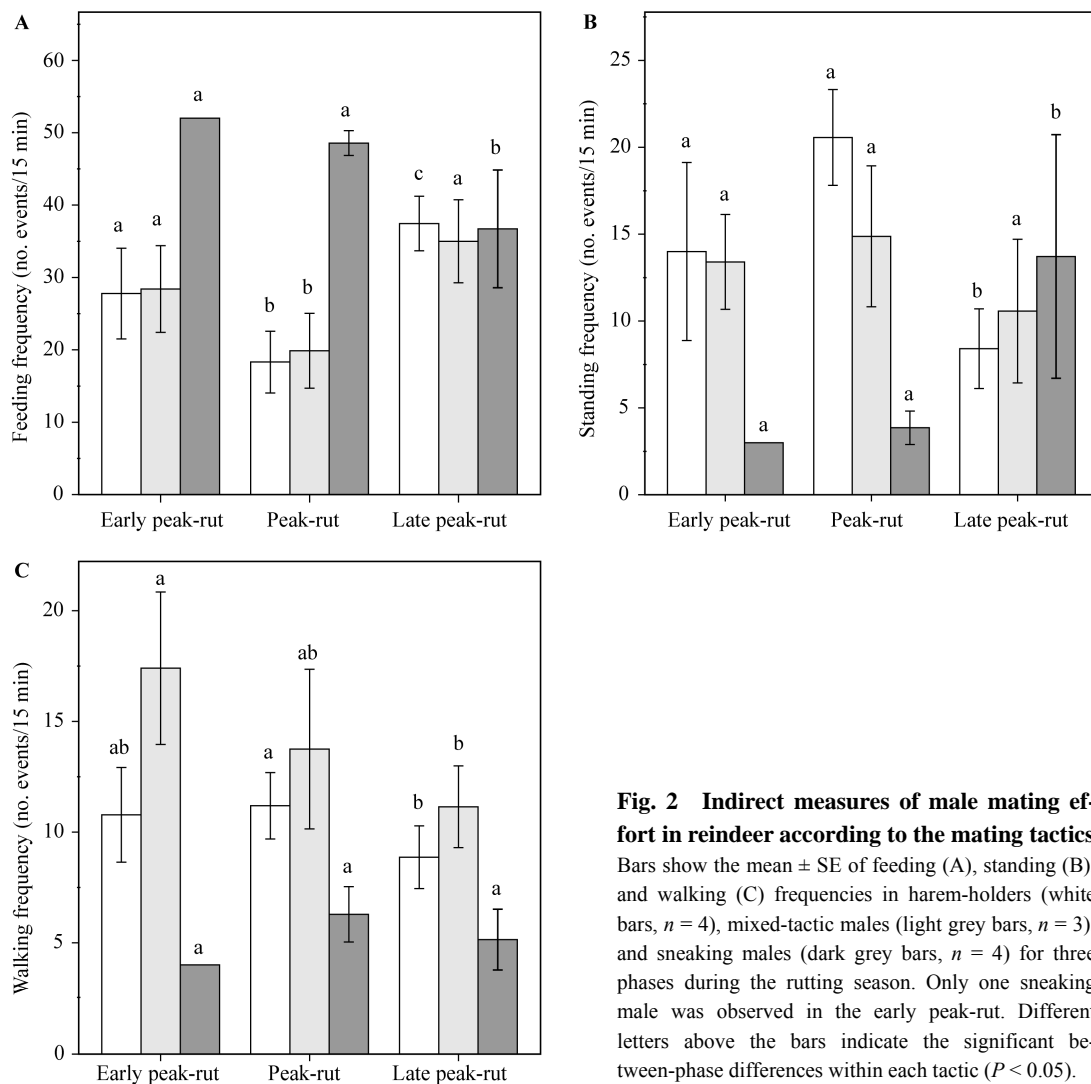 A
60
50
40
30
20
10
0
Feeding frequency (no. events/15 min)
a
a
a
b
b
a
c
a
b
Early peak-rut
Peak-rut
Late peak-rut
B
25
20
15
10
5
0
Standing frequency (no. events/15 min)
a
a
a
a
a
a
b
a
b
Early peak-rut
Peak-rut
Late peak-rut
C
20
15
10
5
0
Walking frequency (no. events/15 min)
ab
a
a
a
ab
a
b
b
a
Early peak-rut
Peak-rut
Late peak-rut
Fig. 2 Indirect measures of male mating ef-
fort in reindeer according to the mating tactics
Bars show the mean ± SE of feeding (A), standing (B)
and walking (C) frequencies in harem-holders (white
bars, n = 4), mixed-tactic males (light grey bars, n = 3)
and sneaking males (dark grey bars, n = 4) for three
phases during the rutting season. Only one sneaking
male was observed in the early peak-rut. Different
letters above the bars indicate the significant be-
tween-phase differences within each tactic (P < 0.05).